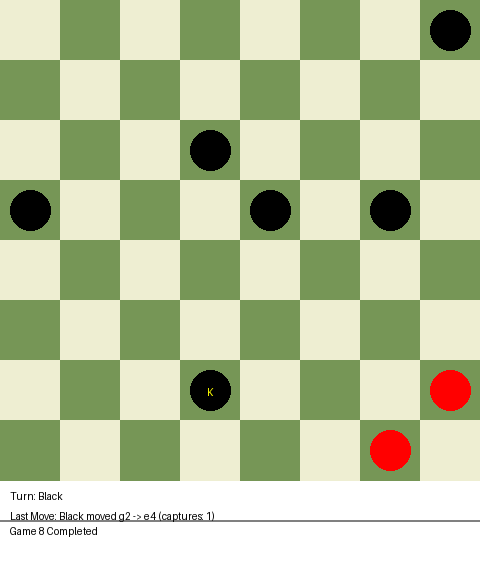 K
Turn: Black
Last Move: Black moved g2 -> e4 (captures: 1)
Game 8 Completed